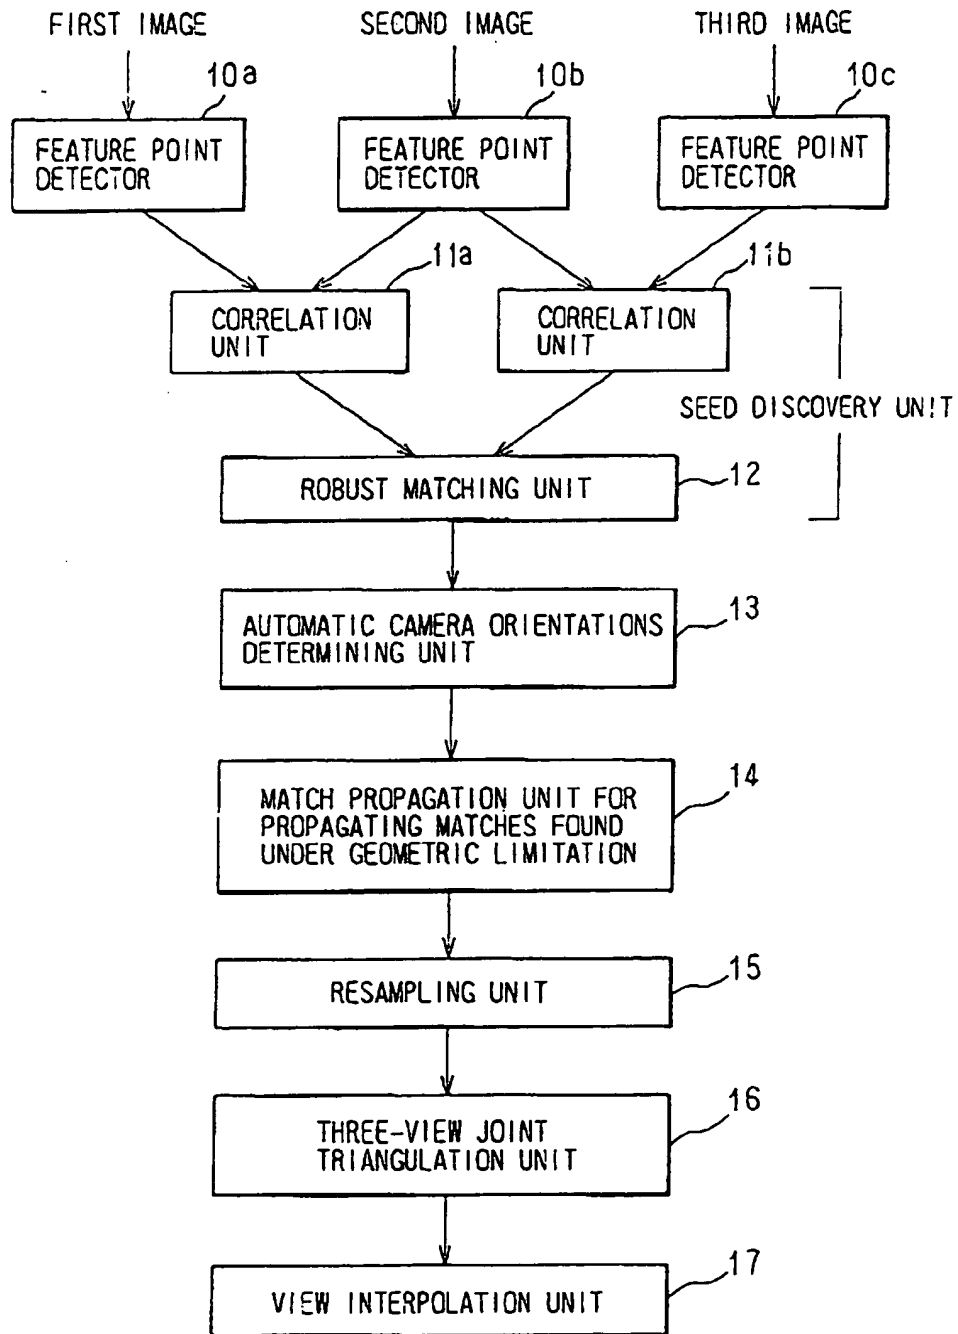 FIRST IMAGE
SECOND IMAGE
THIRD IMAGE
10a
10b
10c
FEATURE POINT
DETECTOR
FEATURE POINT
DETECTOR
FEATURE POINT
DETECTOR
11a
11b
CORRELATION
UNIT
CORRELATION
UNIT
SEED DISCOVERY UNIT
ROBUST MATCHING UNIT
12
AUTOMATIC CAMERA ORIENTATIONS
DETERMINING UNIT
13
MATCH PROPAGATION UNIT FOR
PROPAGATING MATCHES FOUND
UNDER GEOMETRIC LIMITATION
14
RESAMPLING UNIT
15
THREE-VIEW JOINT
TRIANGULATION UNIT
16
VIEW INTERPOLATION UNIT
17